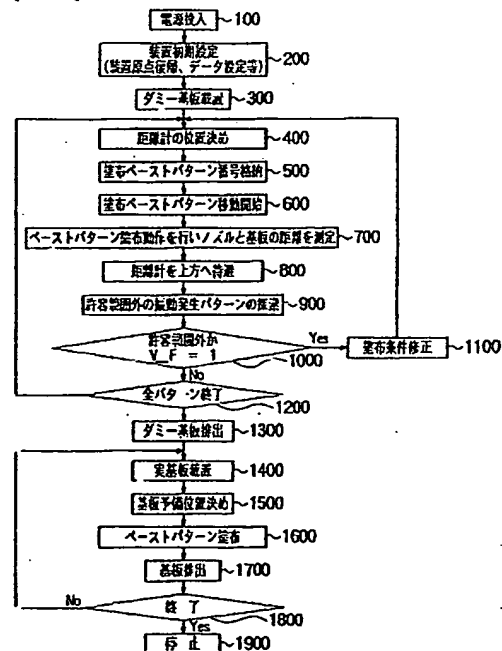 電源投入 100
装置初期設定
(装置原点復帰、データ設定等) 200
ダミー基板載置 300
距離計の位置決め 400
塗布ペーストパターン番号格納 500
塗布ペーストパターン移動開始 600
ペーストパターン塗布動作を行いノズルと基板の距離を測定 700
距離計を上方へ待避 800
許容範囲外の振動発生パターンの推定 900
許容範囲外か
V_F = 1 1000
Yes
塗布条件修正 1100
No
全パターン終了 1200
ダミー基板排出 1300
実基板載置 1400
基板予備位置決め 1500
ペーストパターン塗布 1600
基板排出 1700
No
終了 1800
Yes
停止 1900